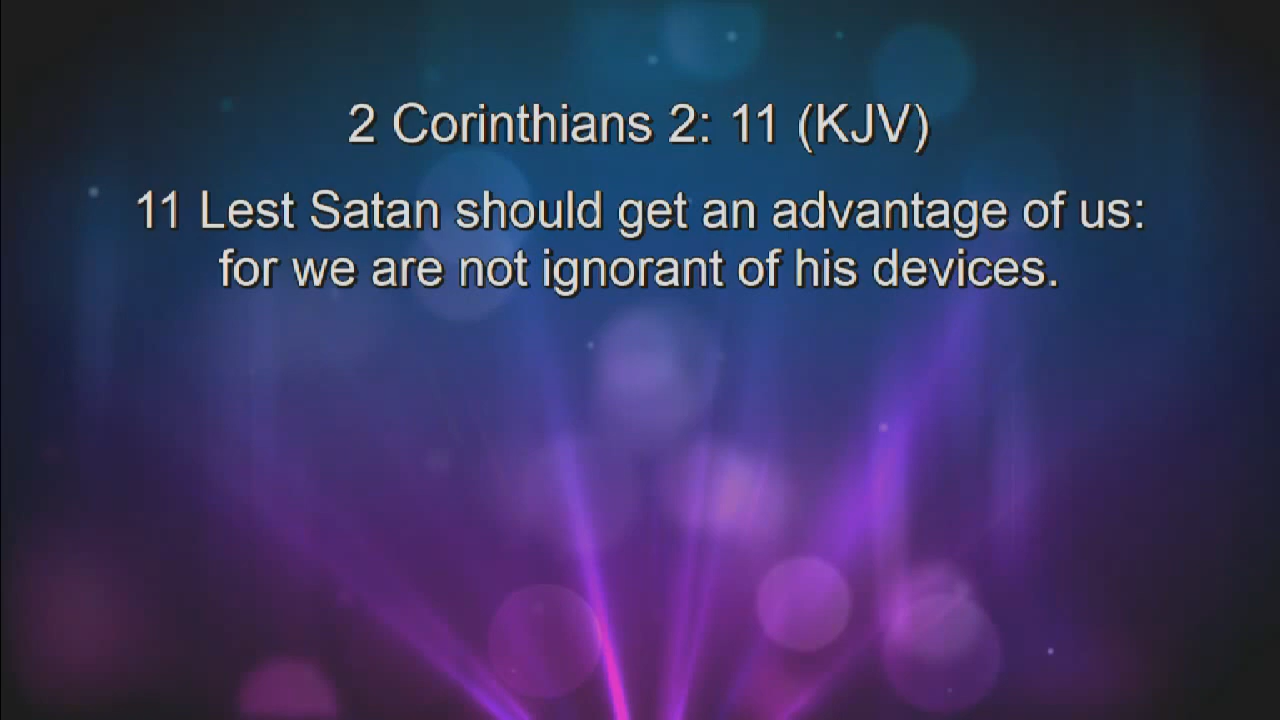 2 Corinthians 2: 11 (KJV)
11 Lest Satan should get an advantage of us:
for we are not ignorant of his devices.